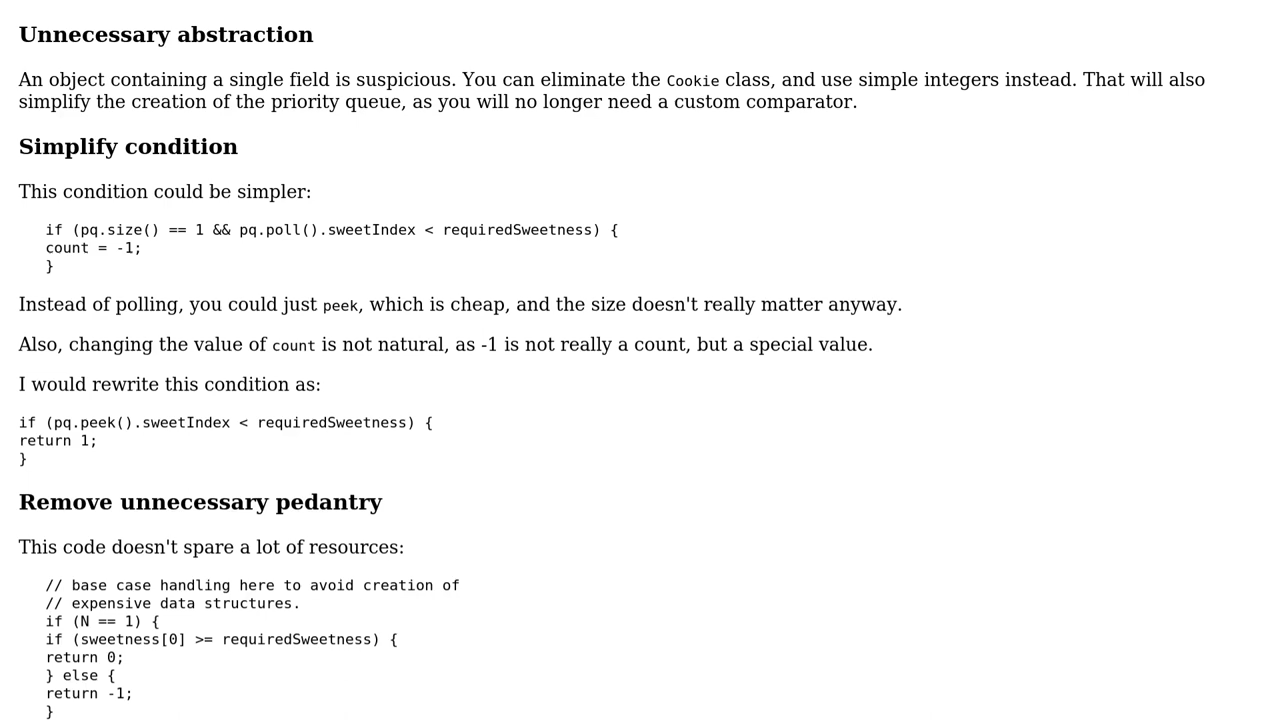 Unnecessary abstraction
An object containing a single field is suspicious. You can eliminate the Cookie class, and use simple integers instead. That will also
simplify the creation of the priority queue, as you will no longer need a custom comparator.
Simplify condition
This condition could be simpler:
if (pq.size() == 1 && pq.poll().sweetIndex < requiredSweetness) {
count = -1;
}
Instead of polling, you could just peek, which is cheap, and the size doesn't really matter anyway.
Also, changing the value of count is not natural, as -1 is not really a count, but a special value.
I would rewrite this condition as:
if (pq.peek().sweetIndex < requiredSweetness) {
return 1;
}
Remove unnecessary pedantry
This code doesn't spare a lot of resources:
// base case handling here to avoid creation of
// expensive data structures.
if (N == 1) {
if (sweetness[0] >= requiredSweetness) {
return 0;
} else {
return -1;
}